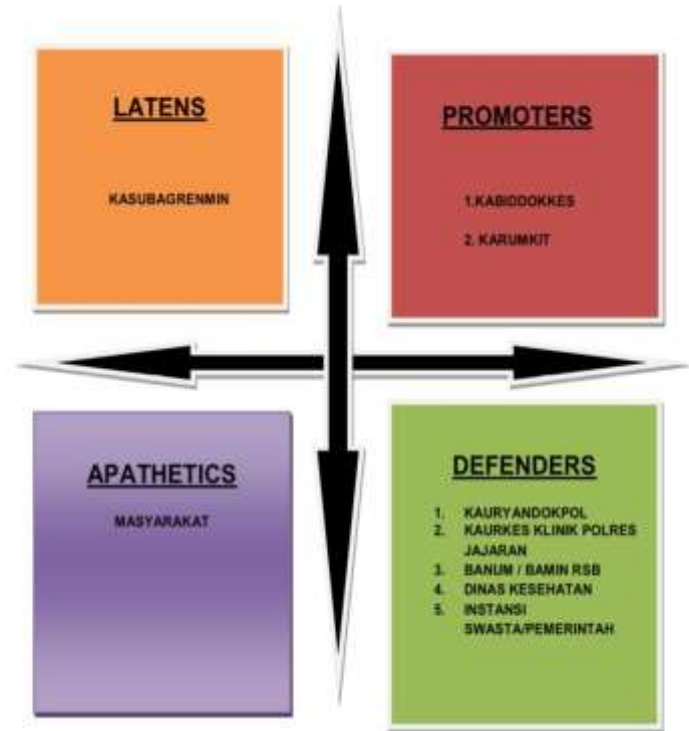 LATENS
KASUBAGRENMIN
PROMOTERS
1.KABIDDOKKES
2. KARUMKIT
APATHETICS
MASYARAKAT
DEFENDERS
1. KAURYANDOKPOL
2. KAURKES KLINIK POLRES
JAJARAN
3. BANUM / BAMIN RSB
4. DINAS KESEHATAN
5. INSTANSI
SWASTA/PEMERINTAH